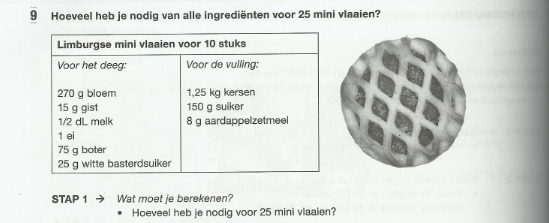 9 Hoeveel heb je nodig van alle ingrediënten voor 25 mini vlaaien?
Limburgse mini vlaaien voor 10 stuks
Voor het deeg:
270 g bloem
15 g gist
1/2 dL melk
1 ei
75 g boter
25 g witte basterdsuiker
Voor de vulling:
1,25 kg kersen
150 g suiker
8 g aardappelzetmeel
STAP 1 → Wat moet je berekenen?
• Hoeveel heb je nodig voor 25 mini vlaaien?